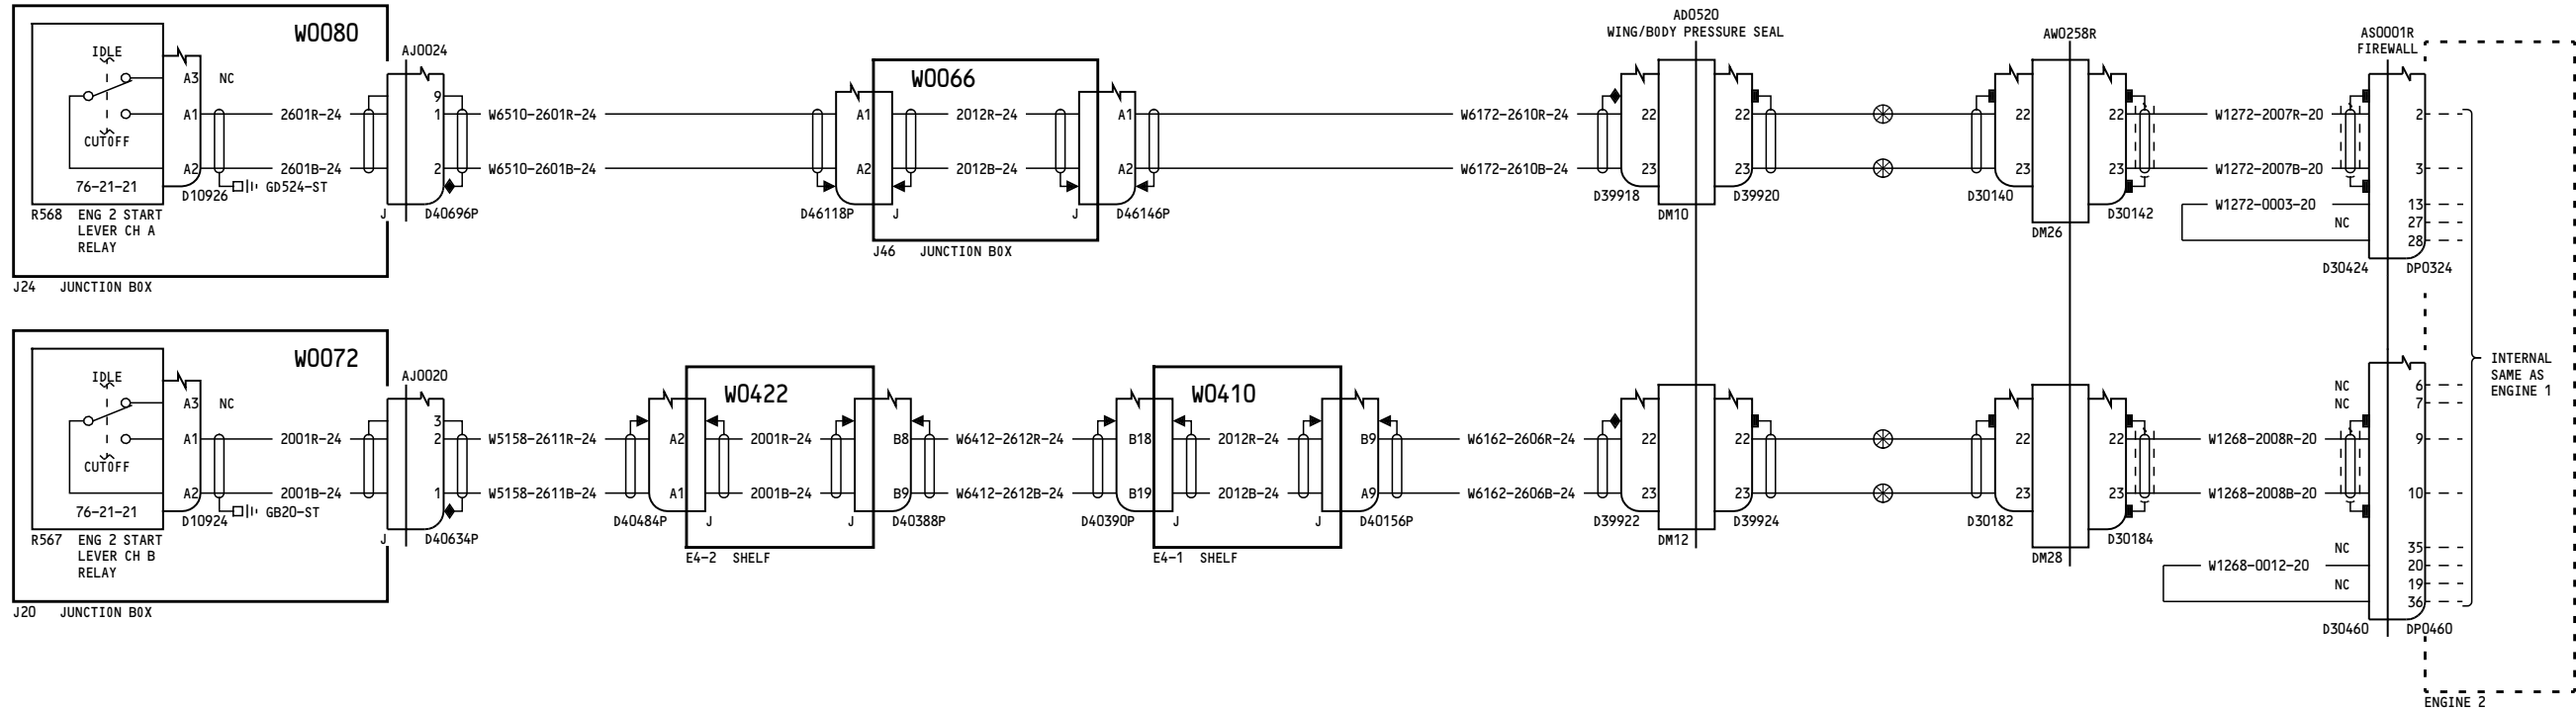 W0080
IDLE
CUTOFF
A3 NC
A1
A2
76-21-21
D10926
R568 ENG 2 START
LEVER CH A
RELAY
J24 JUNCTION BOX
2601R-24
2601B-24
GD524-ST
AJ0024
9
1
2
J D40696P
W6510-2601R-24
W6510-2601B-24
W0066
A1
A2
D46118P J
2012R-24
2012B-24
A1
A2
J D46146P
J46 JUNCTION BOX
W6172-2610R-24
W6172-2610B-24
AD0520
WING/BODY PRESSURE SEAL
22 22
23 23
D39918 D39920
DM10
AW0258R
22 22
23 23
D30140 D30142
DM26
W1272-2007R-20
W1272-2007B-20
W1272-0003-20
NC
AS0001R
FIREWALL
2
3
13
27
28
D30424 DP0324
W0072
IDLE
CUTOFF
A3 NC
A1
A2
76-21-21
D10924
R567 ENG 2 START
LEVER CH B
RELAY
J20 JUNCTION BOX
2001R-24
2001B-24
GB20-ST
AJ0020
3
2
1
J D40634P
W5158-2611R-24
W5158-2611B-24
W0422
A2
A1
D40484P J
2001R-24
2001B-24
B8
B9
J D40388P
E4-2 SHELF
W6412-2612R-24
W6412-2612B-24
W0410
B18
B19
D40390P J
2012R-24
2012B-24
B9
A9
J D40156P
E4-1 SHELF
W6162-2606R-24
W6162-2606B-24
22 22
23 23
D39922 D39924
DM12
22 22
23 23
D30182 D30184
DM28
W1268-2008R-20
W1268-2008B-20
W1268-0012-20
NC 6
NC 7
9
10
NC 35
20
NC 19
36
D30460 DP0460
INTERNAL
SAME AS
ENGINE 1
ENGINE 2